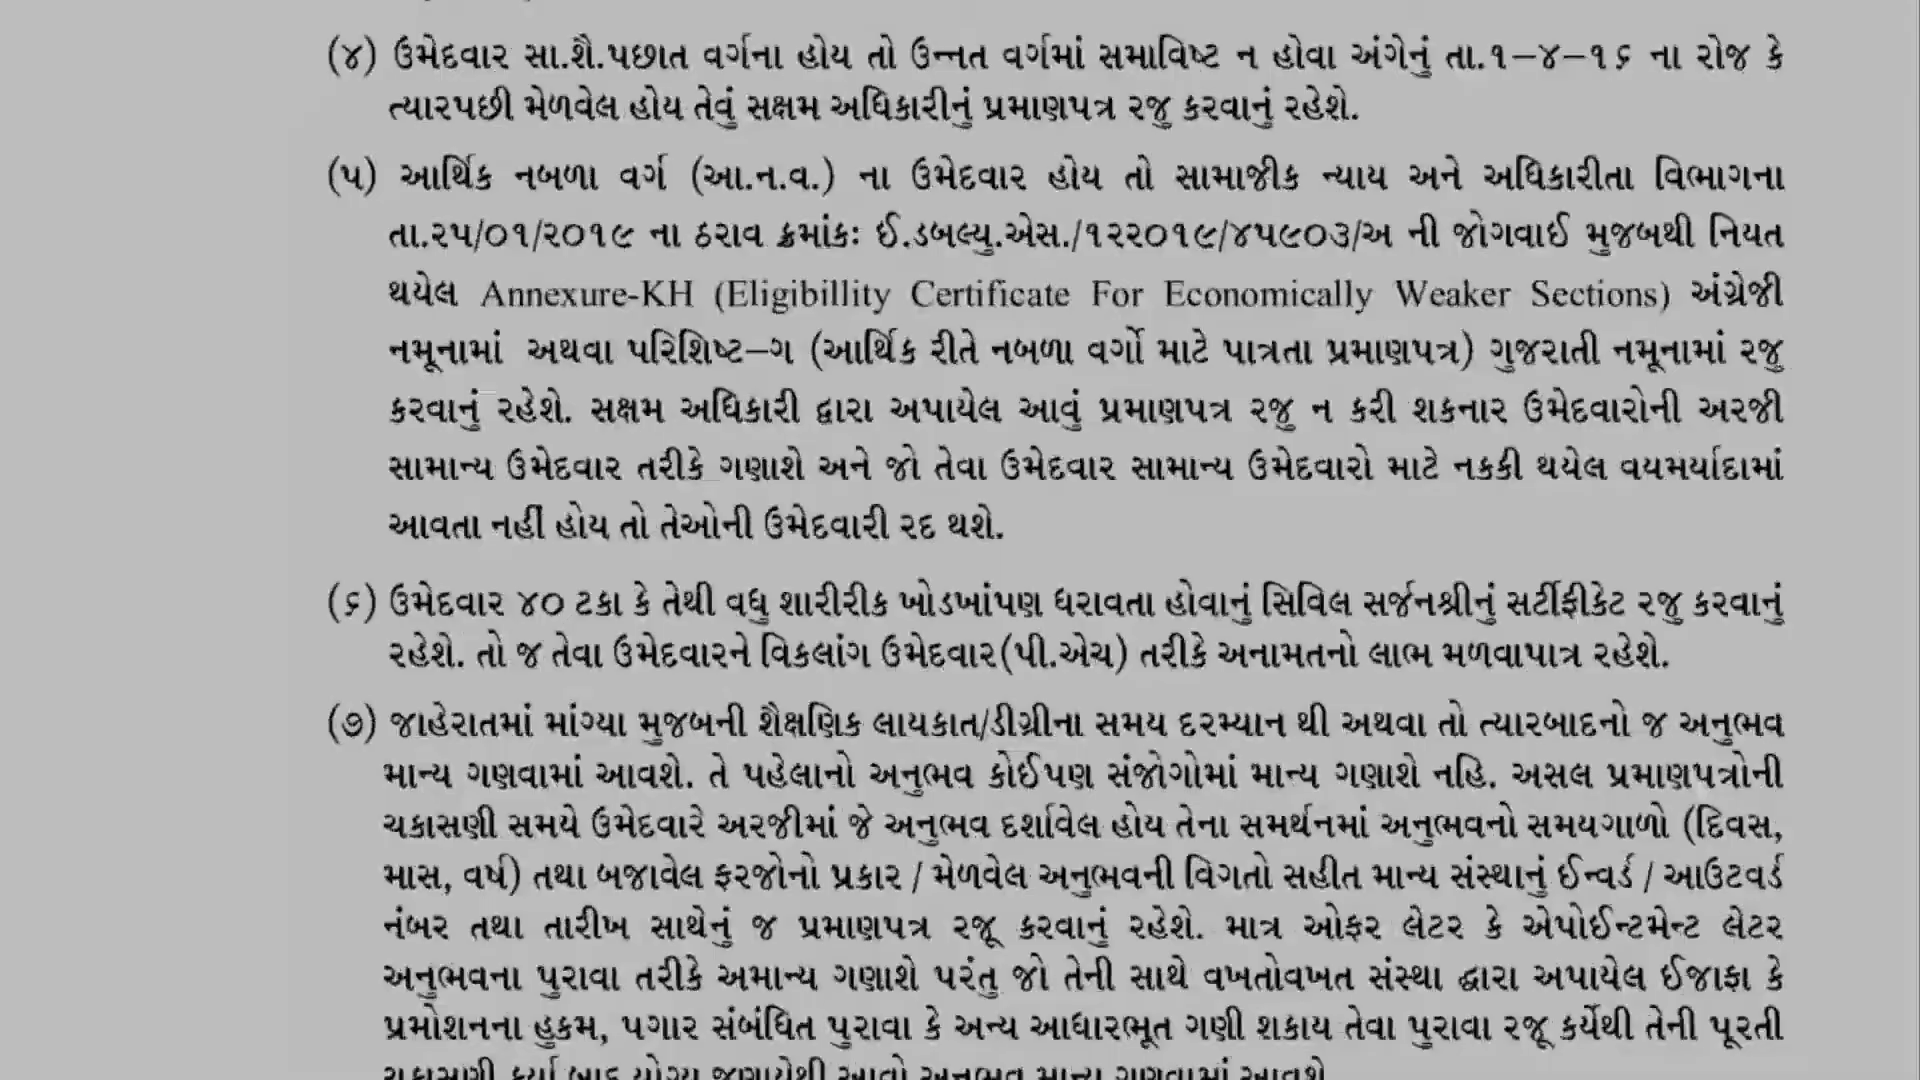 (૪) ઉમેદવાર સા.શૈ.પછાત વર્ગના હોય તો ઉન્નત વર્ગમાં સમાવિષ્ટ ન હોવા અંગેનું તા.૧–૪–૧૬ ના રોજ કે
ત્યારપછી મેળવેલ હોય તેવું સક્ષમ અધિકારીનું પ્રમાણપત્ર રજુ કરવાનું રહેશે.
(૫) આર્થિક નબળા વર્ગ (આ.ન.વ.) ના ઉમેદવાર હોય તો સામાજીક ન્યાય અને અધિકારીતા વિભાગના
તા.૨૫/૦૧/૨૦૧૯ ના ઠરાવ ક્રમાંકઃ ઈ.ડબલ્યુ.એસ./૧૨૨૦૧૯/૪૫૯૦૩/અ ની જોગવાઈ મુજબથી નિયત
થયેલ Annexure-KH (Eligibillity Certificate For Economically Weaker Sections) અંગ્રેજી
નમૂનામાં અથવા પરિશિષ્ટ–ગ (આર્થિક રીતે નબળા વર્ગો માટે પાત્રતા પ્રમાણપત્ર) ગુજરાતી નમૂનામાં રજુ
કરવાનું રહેશે. સક્ષમ અધિકારી દ્વારા અપાયેલ આવું પ્રમાણપત્ર રજુ ન કરી શકનાર ઉમેદવારોની અરજી
સામાન્ય ઉમેદવાર તરીકે ગણાશે અને જો તેવા ઉમેદવાર સામાન્ય ઉમેદવારો માટે નકકી થયેલ વયમર્યાદામાં
આવતા નહીં હોય તો તેઓની ઉમેદવારી રદ થશે.
(૬) ઉમેદવાર ૪૦ ટકા કે તેથી વધુ શારીરીક ખોડખાંપણ ધરાવતા હોવાનું સિવિલ સર્જનશ્રીનું સર્ટીફીકેટ રજુ કરવાનું
રહેશે. તો જ તેવા ઉમેદવારને વિકલાંગ ઉમેદવાર(પી.એચ) તરીકે અનામતનો લાભ મળવાપાત્ર રહેશે.
(૭) જાહેરાતમાં માંગ્યા મુજબની શૈક્ષણિક લાયકાત/ડીગ્રીના સમય દરમ્યાન થી અથવા તો ત્યારબાદનો જ અનુભવ
માન્ય ગણવામાં આવશે. તે પહેલાનો અનુભવ કોઈપણ સંજોગોમાં માન્ય ગણાશે નહિ. અસલ પ્રમાણપત્રોની
ચકાસણી સમયે ઉમેદવારે અરજીમાં જે અનુભવ દર્શાવેલ હોય તેના સમર્થનમાં અનુભવનો સમયગાળો (દિવસ,
માસ, વર્ષ) તથા બજાવેલ ફરજોનો પ્રકાર / મેળવેલ અનુભવની વિગતો સહીત માન્ય સંસ્થાનું ઈન્વર્ડ / આઉટવર્ડ
નંબર તથા તારીખ સાથેનું જ પ્રમાણપત્ર રજૂ કરવાનું રહેશે. માત્ર ઓફર લેટર કે એપોઈન્ટમેન્ટ લેટર
અનુભવના પુરાવા તરીકે અમાન્ય ગણાશે પરંતુ જો તેની સાથે વખતોવખત સંસ્થા દ્વારા અપાયેલ ઈજાફા કે
પ્રમોશનના હુકમ, પગાર સંબંધિત પુરાવા કે અન્ય આધારભૂત ગણી શકાય તેવા પુરાવા રજૂ કર્યેથી તેની પૂરતી
ચકાસણી કર્યા બાદ યોગ્ય જણાયેથી આવો અનુભવ માન્ય ગણવામાં આવશે